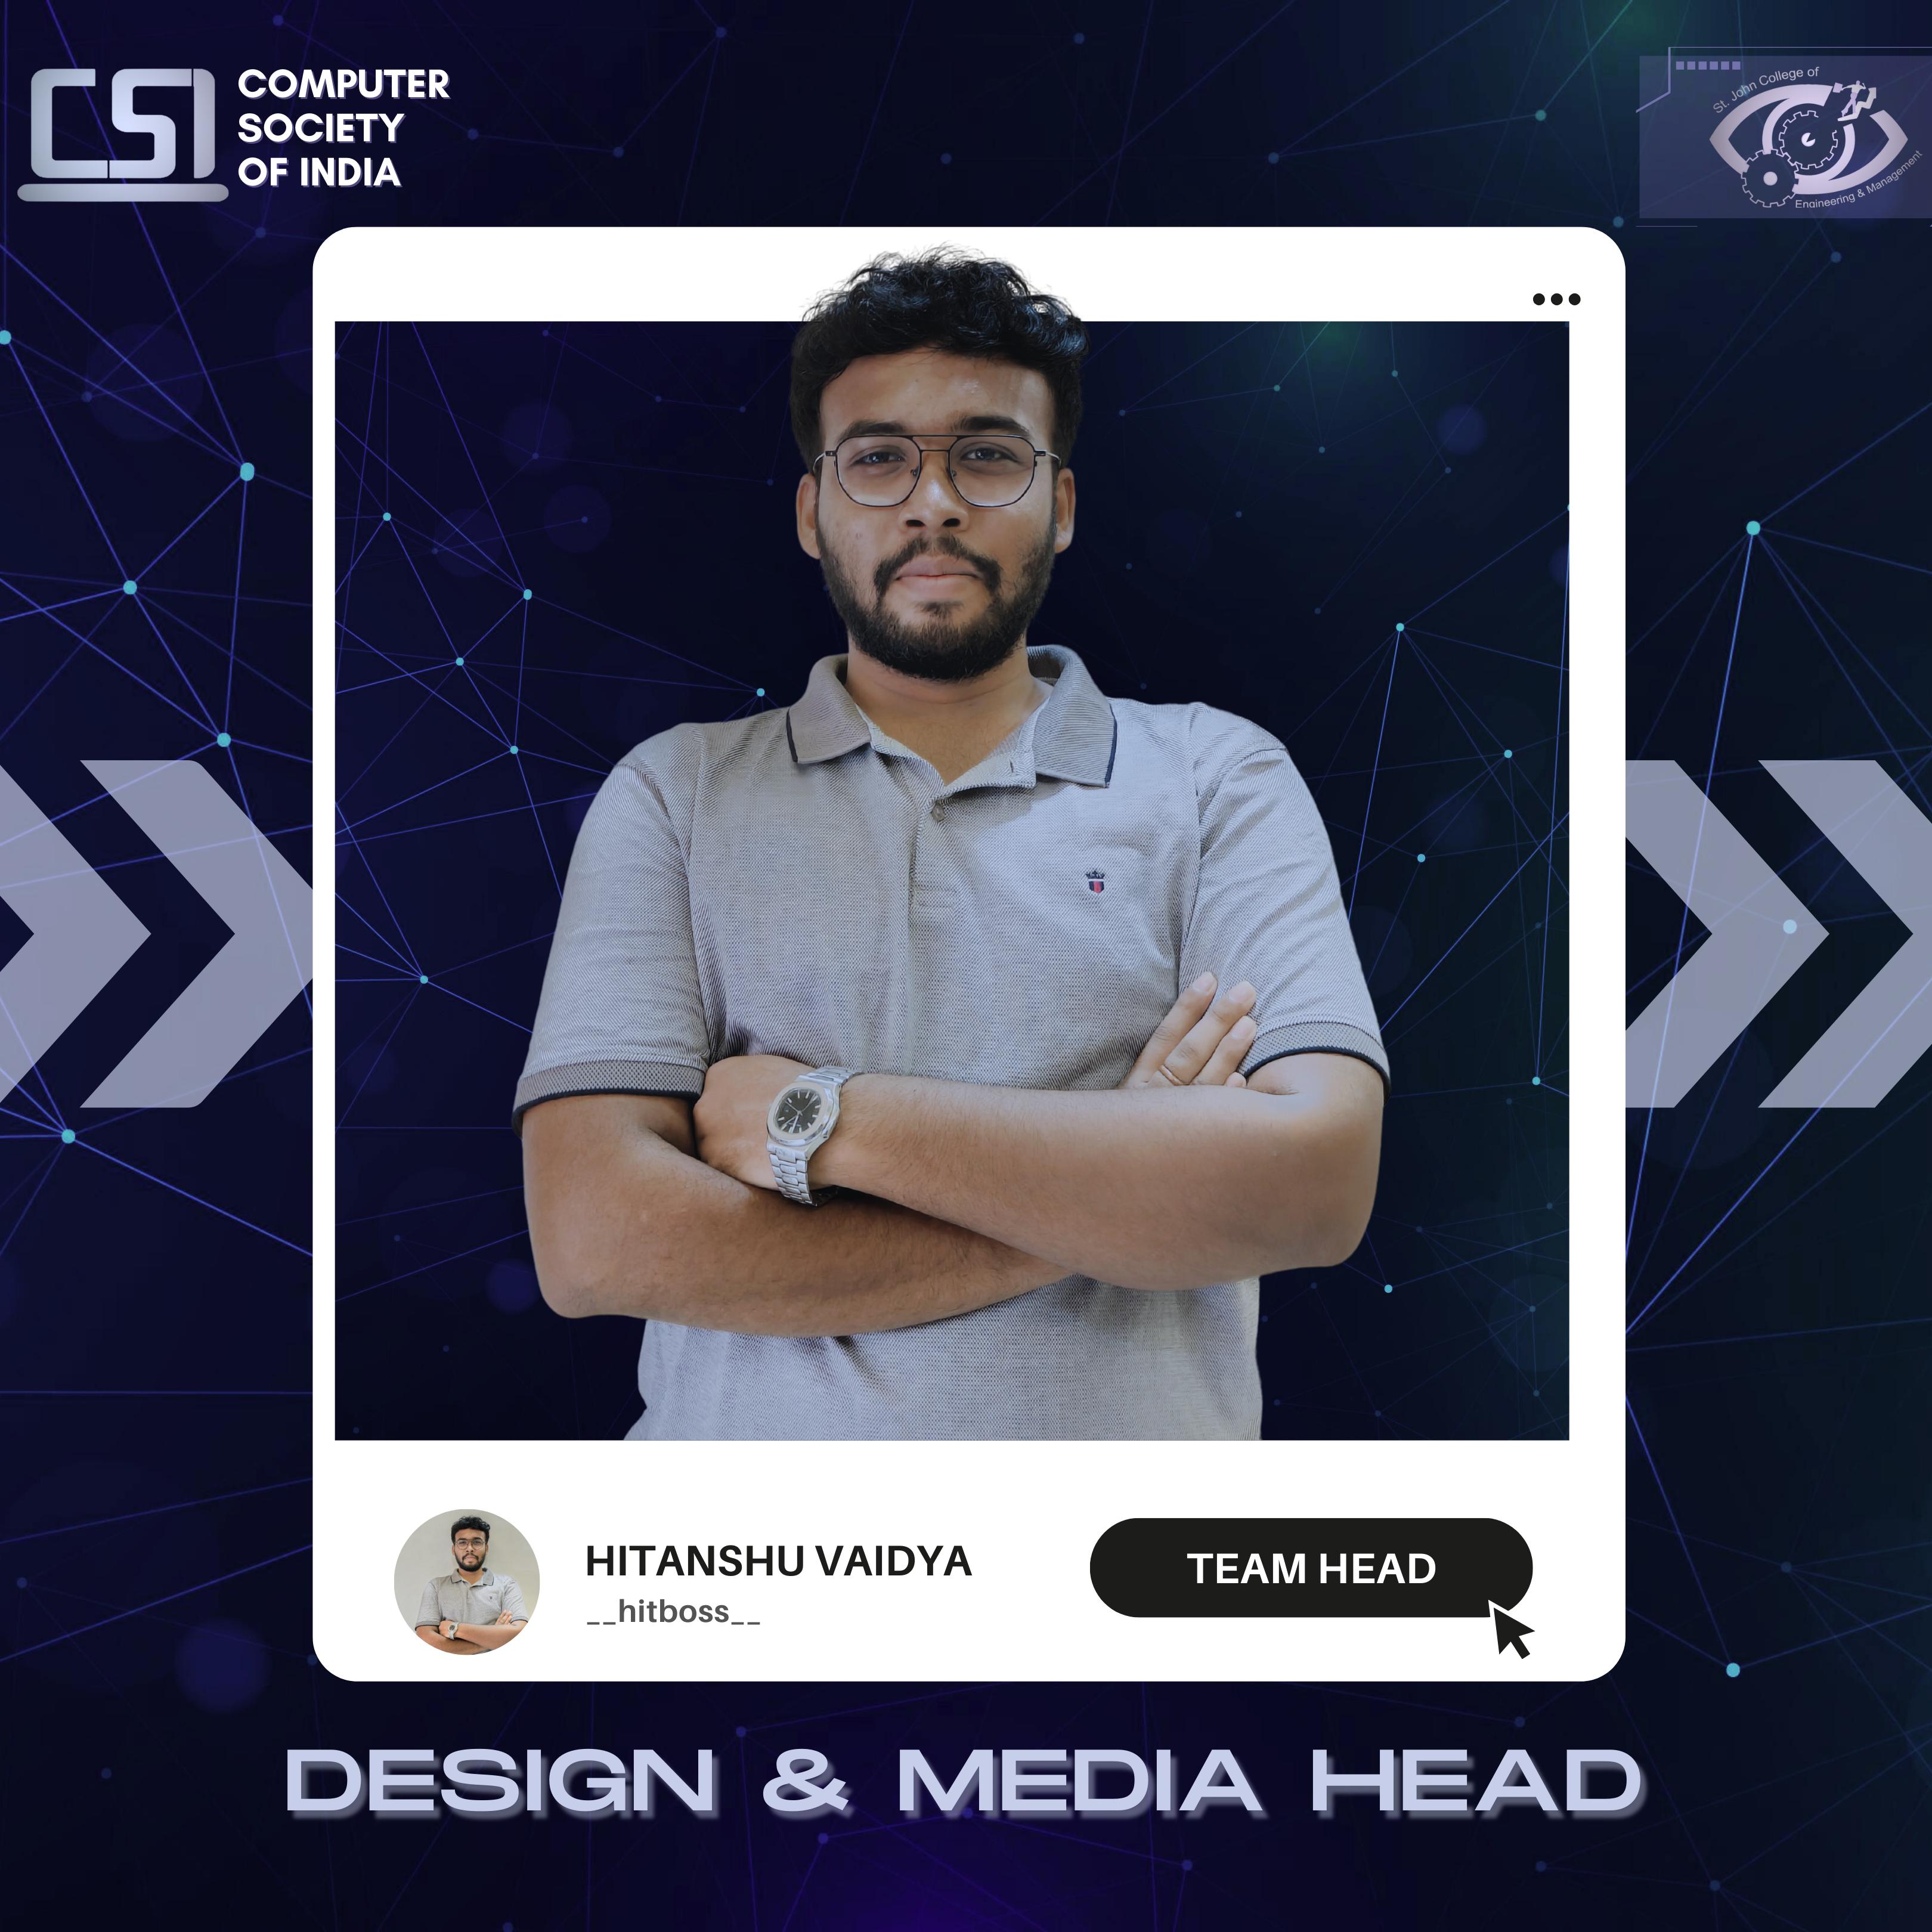 CSI
COMPUTER
SOCIETY
OF INDIA
St. John College of
Engineering & Management
HITANSHU VAIDYA
__hitboss__
TEAM HEAD
DESIGN & MEDIA HEAD